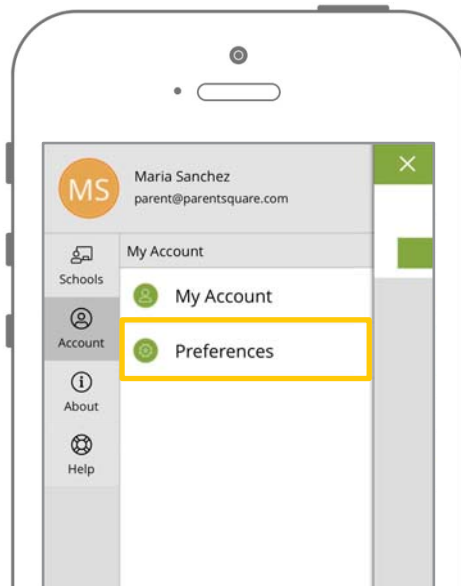 MS
Maria Sanchez
parent@parentsquare.com
My Account
Schools
My Account
Account
Preferences
About
Help